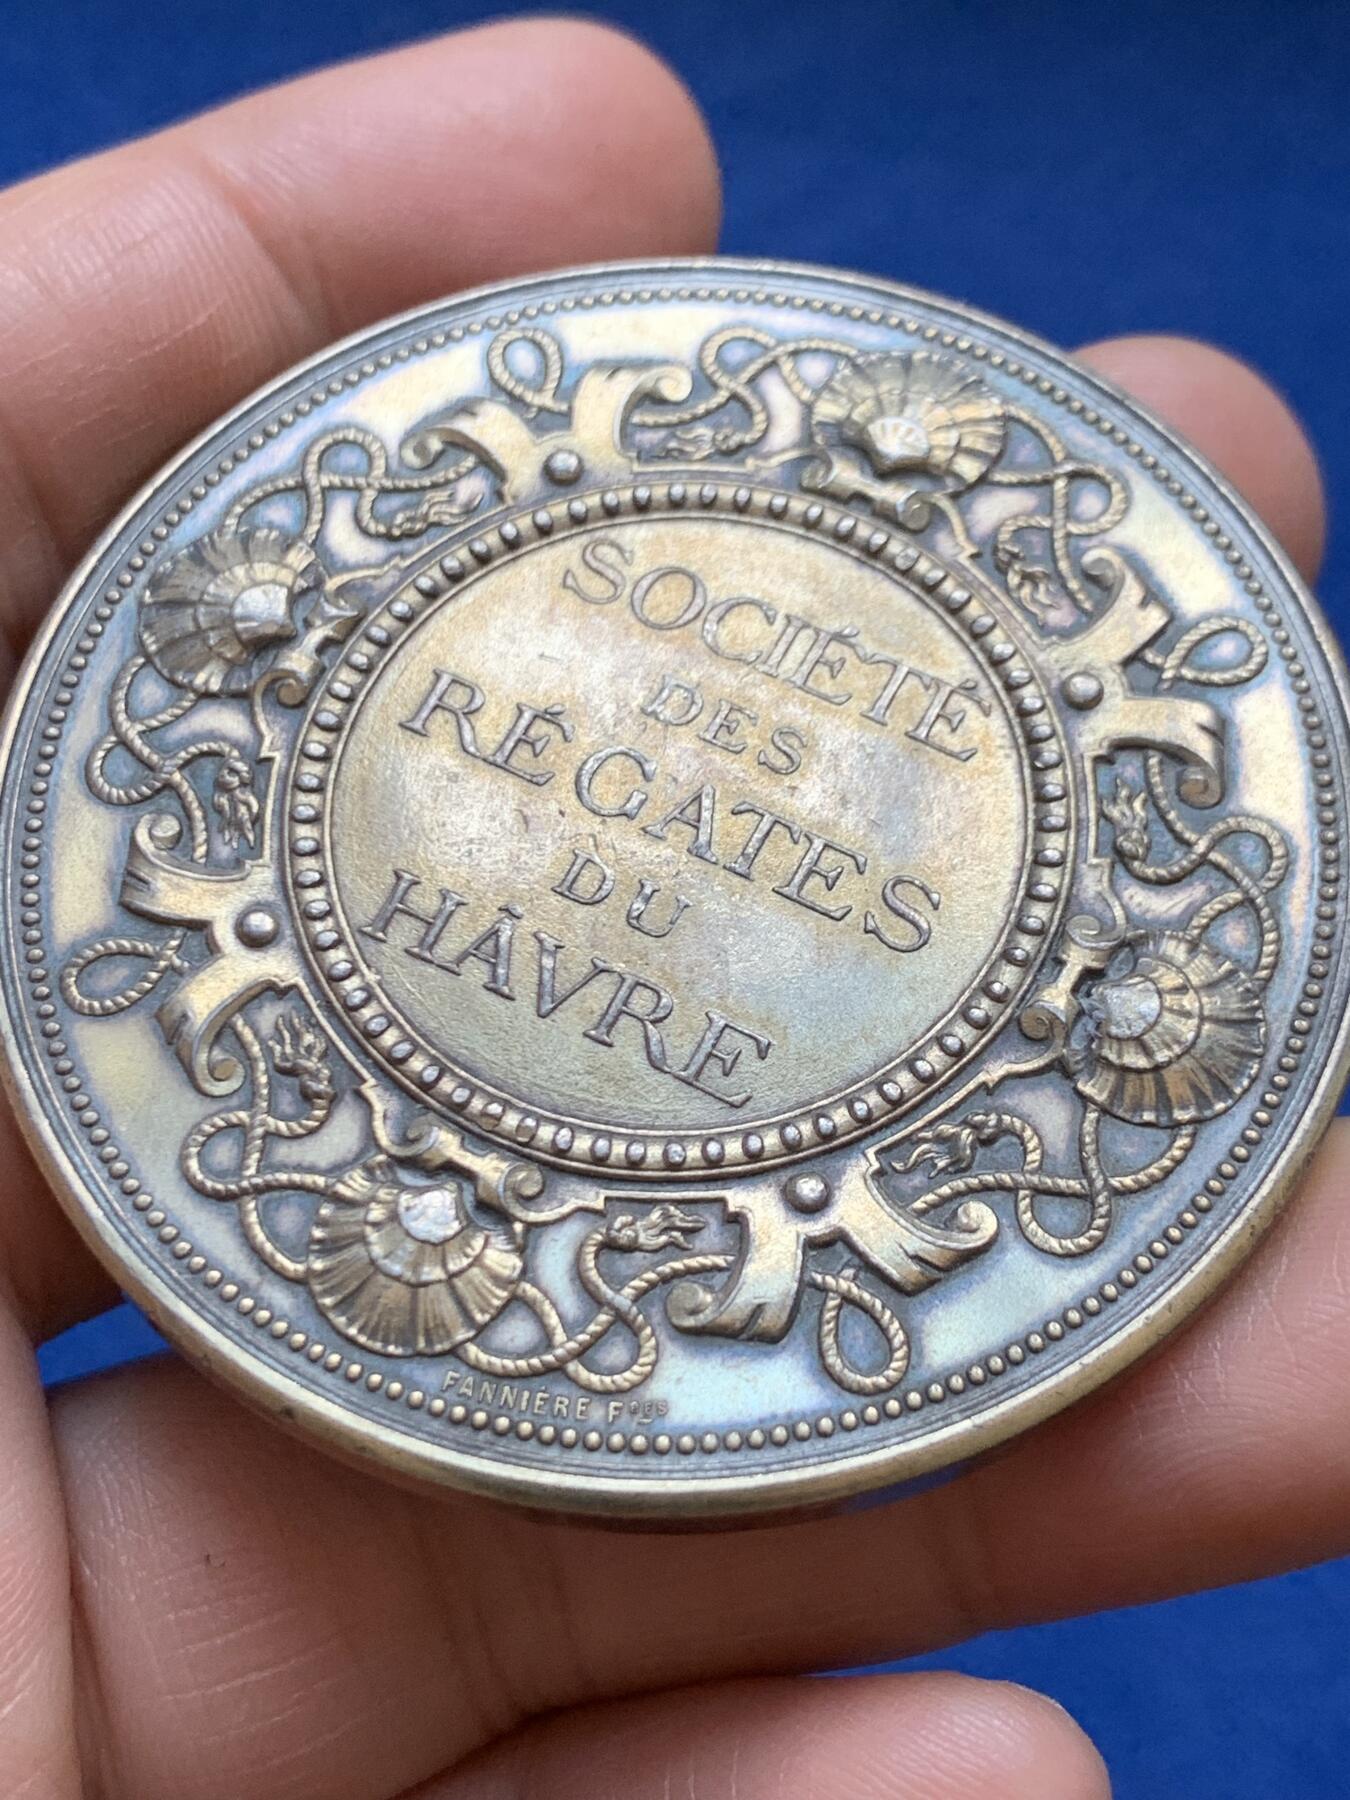 SOCIÉTÉ
DES
RÉGATES
DU
HÂVRE
FANNIÈRE FRES